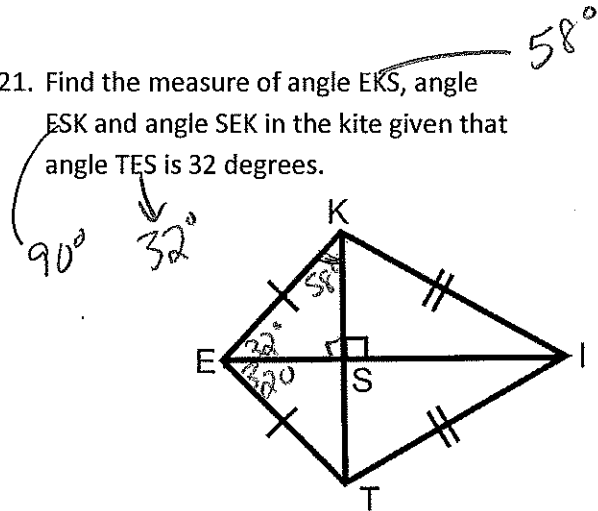 58°
21. Find the measure of angle EKS, angle
ESK and angle SEK in the kite given that
angle TES is 32 degrees.
90° 32°
K
58°
32°
E
32°
S
I
T